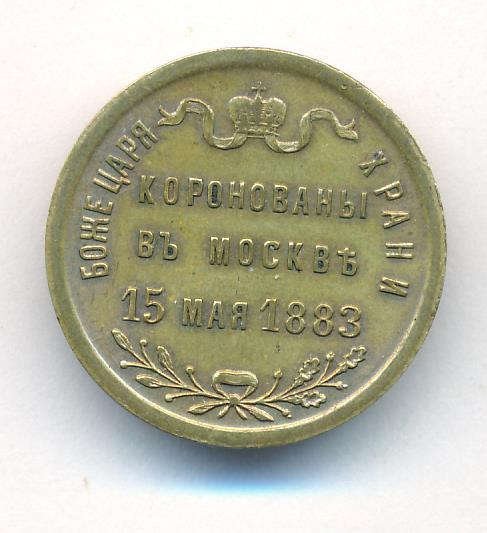 БОЖЕ ЦАРЯ ХРАНИ
КОРОНОВАНЫ
ВЪ МОСКВѢ
15 МАЯ 1883